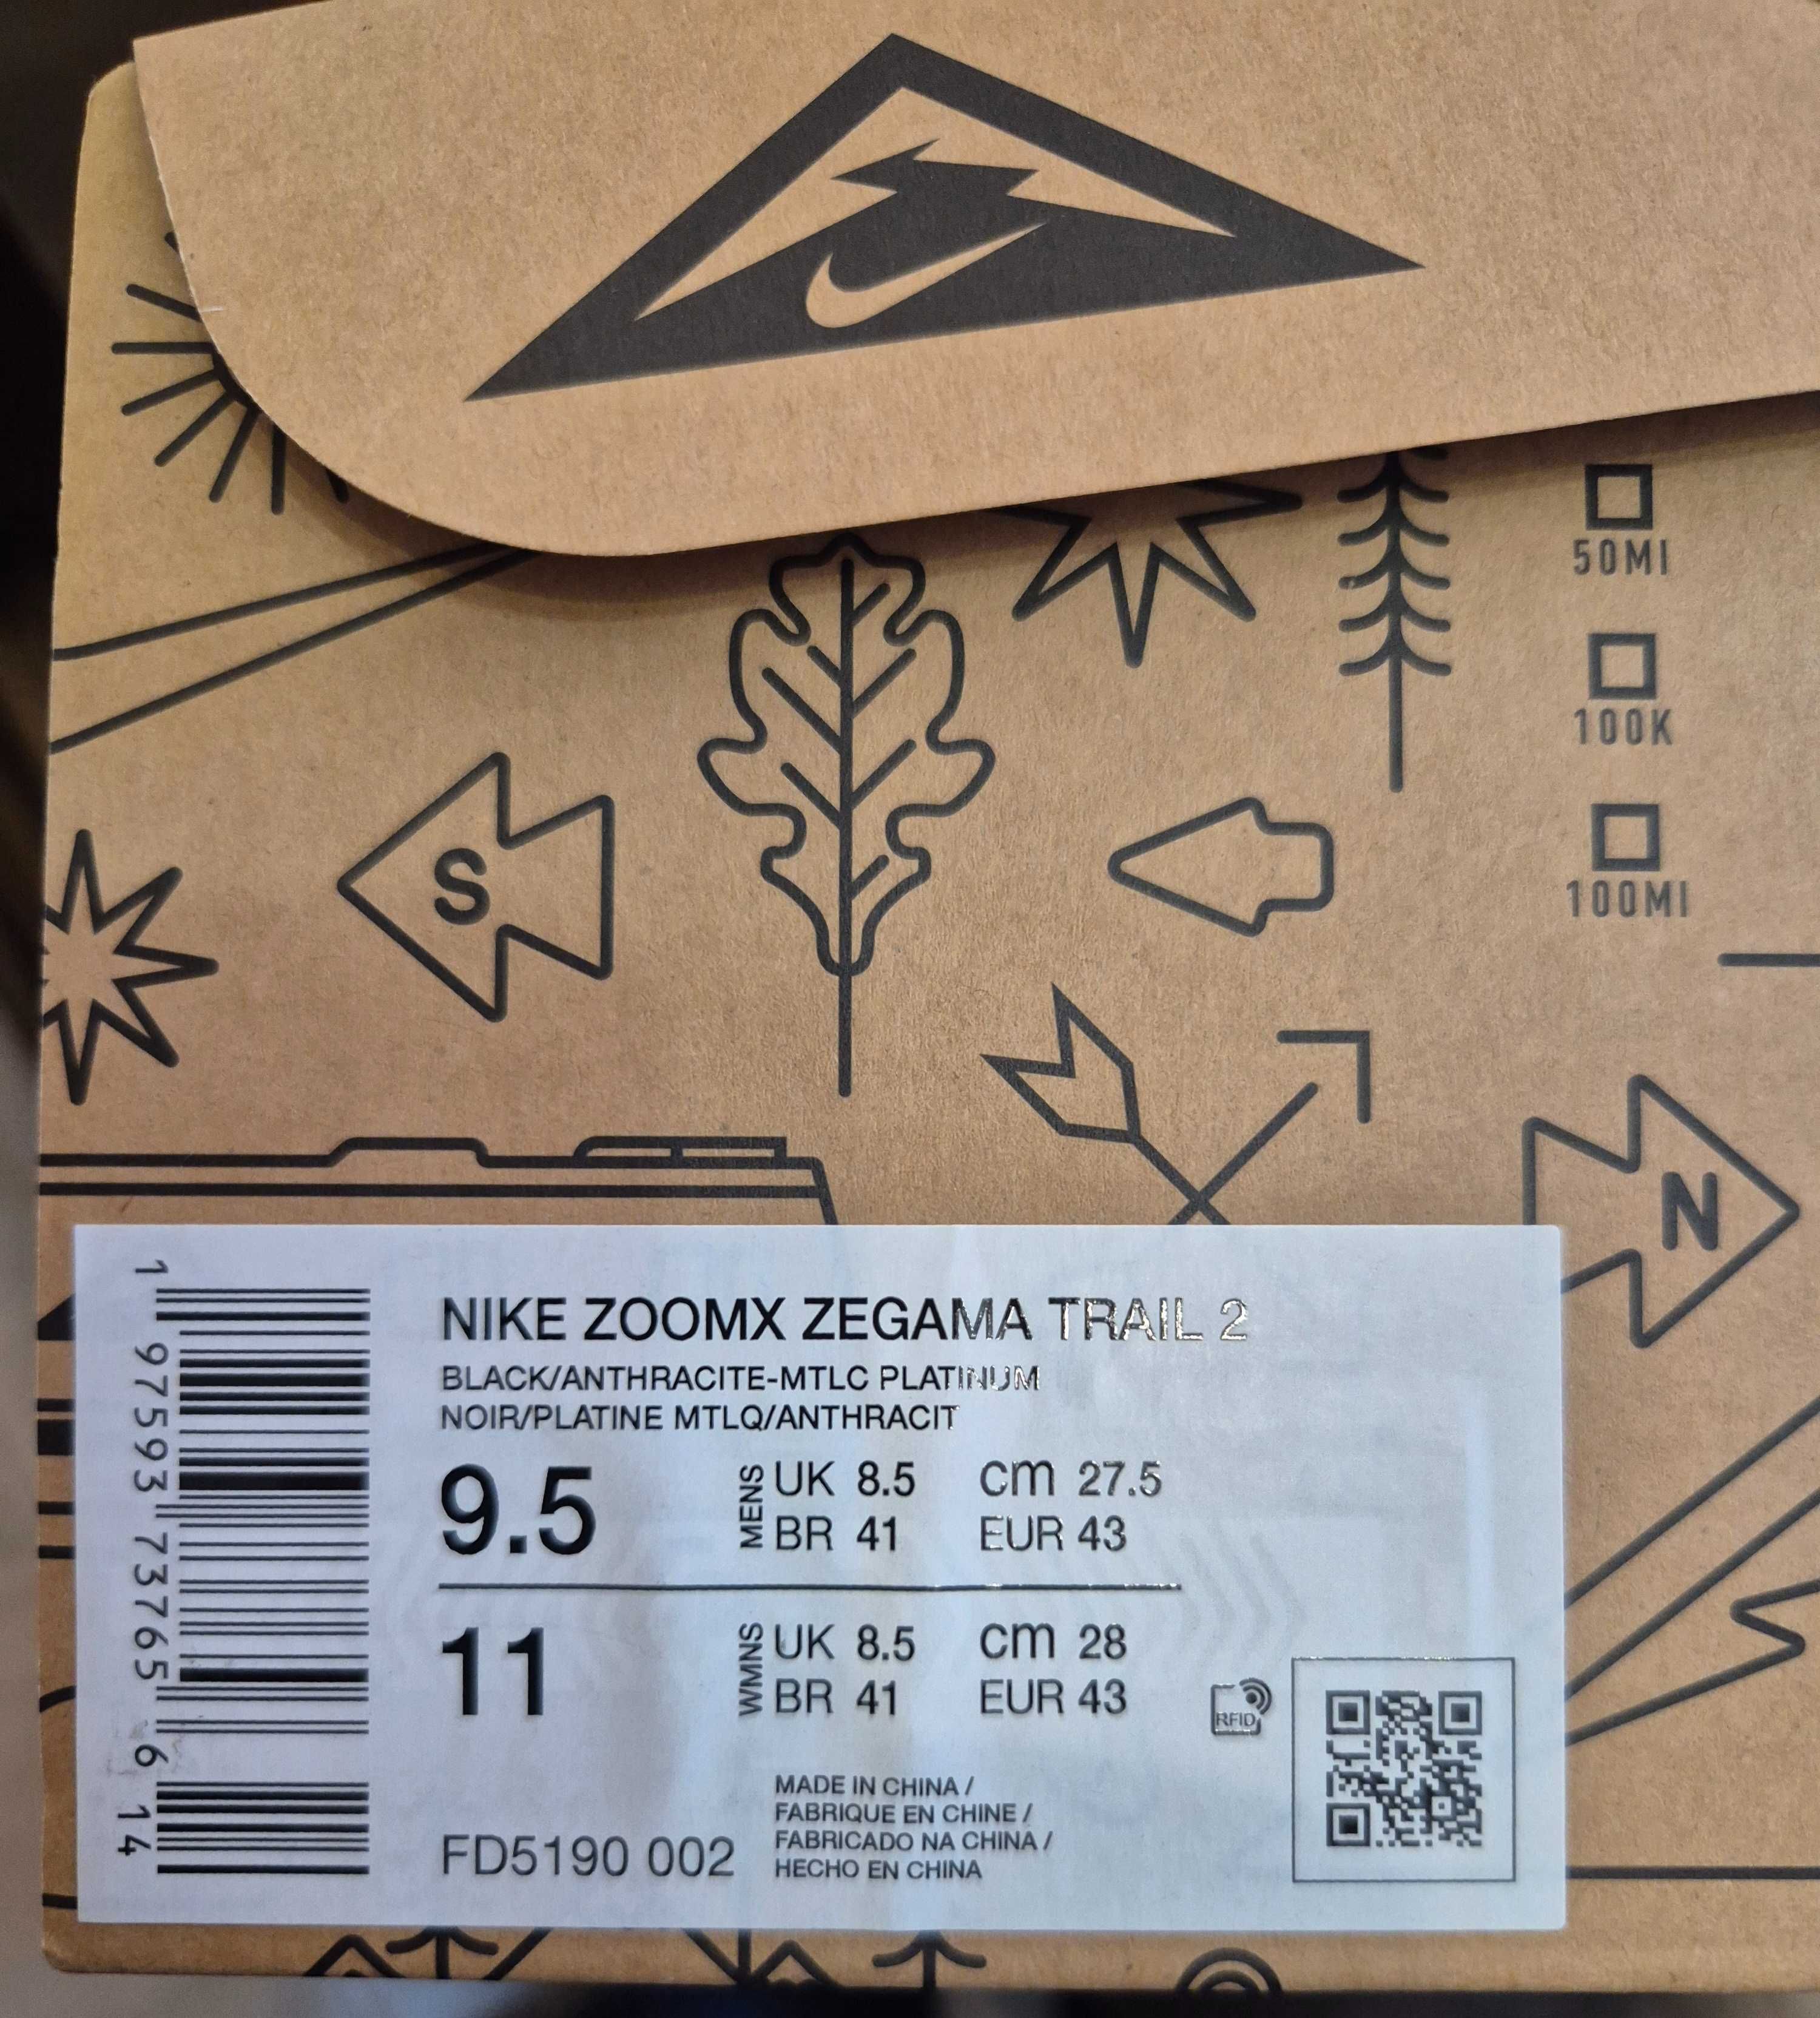 50MI
100K
100MI
S
N
NIKE ZOOMX ZEGAMA TRAIL 2
BLACK/ANTHRACITE-MTLC PLATINUM
NOIR/PLATINE MTLQ/ANTHRACIT
9.5 MENS UK 8.5 cm 27.5
BR 41 EUR 43
11 WMNS UK 8.5 cm 28
BR 41 EUR 43
RFID
MADE IN CHINA /
FABRIQUE EN CHINE /
FABRICADO NA CHINA /
HECHO EN CHINA
FD5190 002
1 97593 73765 6 14